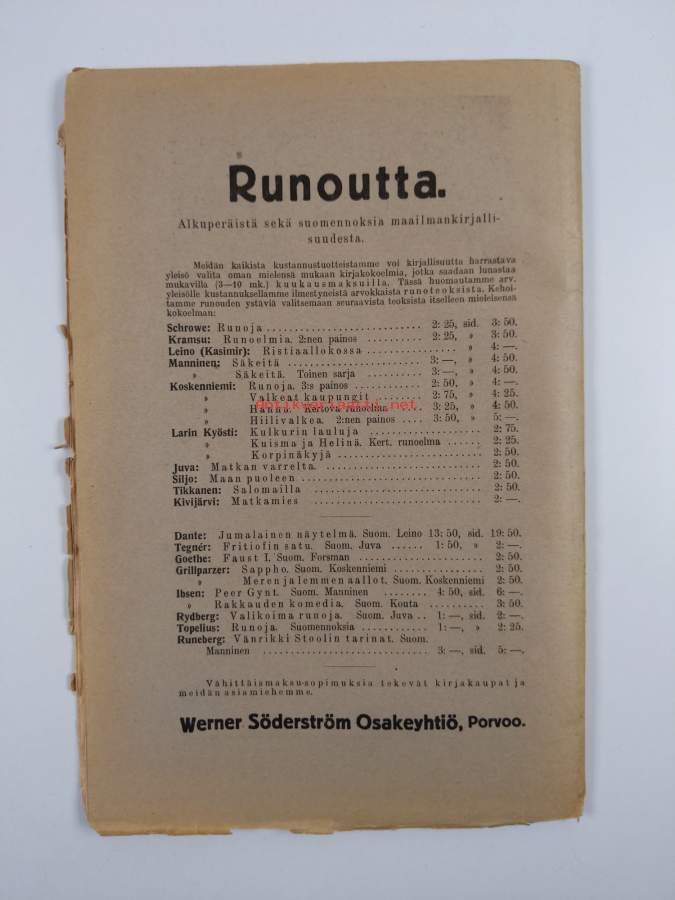 Runoutta.
Alkuperäistä sekä suomennoksia maailmankirjalli-
suudesta.
Meidän kaikista kustannustuotteistamme voi kirjallisuutta harrastava
yleisö valita oman mielensä mukaan kirjakokoelmia, jotka saadaan lunastaa
mukavilla (3—10 mk.) kuukausmaksuilla. Tässä huomautamme arv.
yleisölle kustannuksellamme ilmestyneistä arvokkaista runoteoksista. Kehoi-
tamme runouden ystäviä valitsemaan seuraavista teoksista itselleen mieleisensä
kokoelman:
Schrowe: Runoja 2: 25, sid. 3: 50.
Kramsu: Runoelmia. 2:nen painos 2: 25, » 3: 50.
Leino (Kasimir): Ristiaallokossa » 4: —.
Manninen: Säkeitä 3: —, » 4: 50.
» Säkeitä. Toinen sarja 3: —, » 4: 50.
Koskenniemi: Runoja. 3:s painos 2: 50, » 4: —.
» Valkeat kaupungit 2: 75, » 4: 25.
» Hanna. Kertova runoelma 3: 25, » 4: 50.
antikvariaatti.net
» Hiilivalkea. 2:nen painos 3: 50, » 5: —.
Larin Kyösti: Kulkurin lauluja 2: 75.
» Kuisma ja Helinä. Kert. runoelma 2: 25.
» Korpinäkyjä 2: 50.
Juva: Matkan varrelta. 2: 50.
Siljo: Maan puoleen 2: 50.
Tikkanen: Salomailla 2: 50.
Kivijärvi: Matkamies 2: —.
Dante: Jumalainen näytelmä. Suom. Leino 13: 50, sid. 19: 50.
Tegnér: Fritiofin satu. Suom. Juva 1: 50, » 2: —.
Goethe: Faust I. Suom. Forsman 2: 50.
Grillparzer: Sappho. Suom. Koskenniemi 2: 50.
» Meren ja lemmen aallot. Suom. Koskenniemi 2: 50.
Ibsen: Peer Gynt. Suom. Manninen 4: 50, sid. 6: —.
» Rakkauden komedia. Suom. Kouta 3: 50.
Rydberg: Valikoima runoja. Suom. Juva 1: —, sid. 2: —.
Topelius: Runoja. Suomennoksia 1: —, » 2: 25.
Runeberg: Vänrikki Stoolin tarinat. Suom.
Manninen 3: —, sid. 5: —.
Vähittäismaksu-sopimuksia tekevät kirjakaupat ja
meidän asiamiehemme.
Werner Söderström Osakeyhtiö, Porvoo.